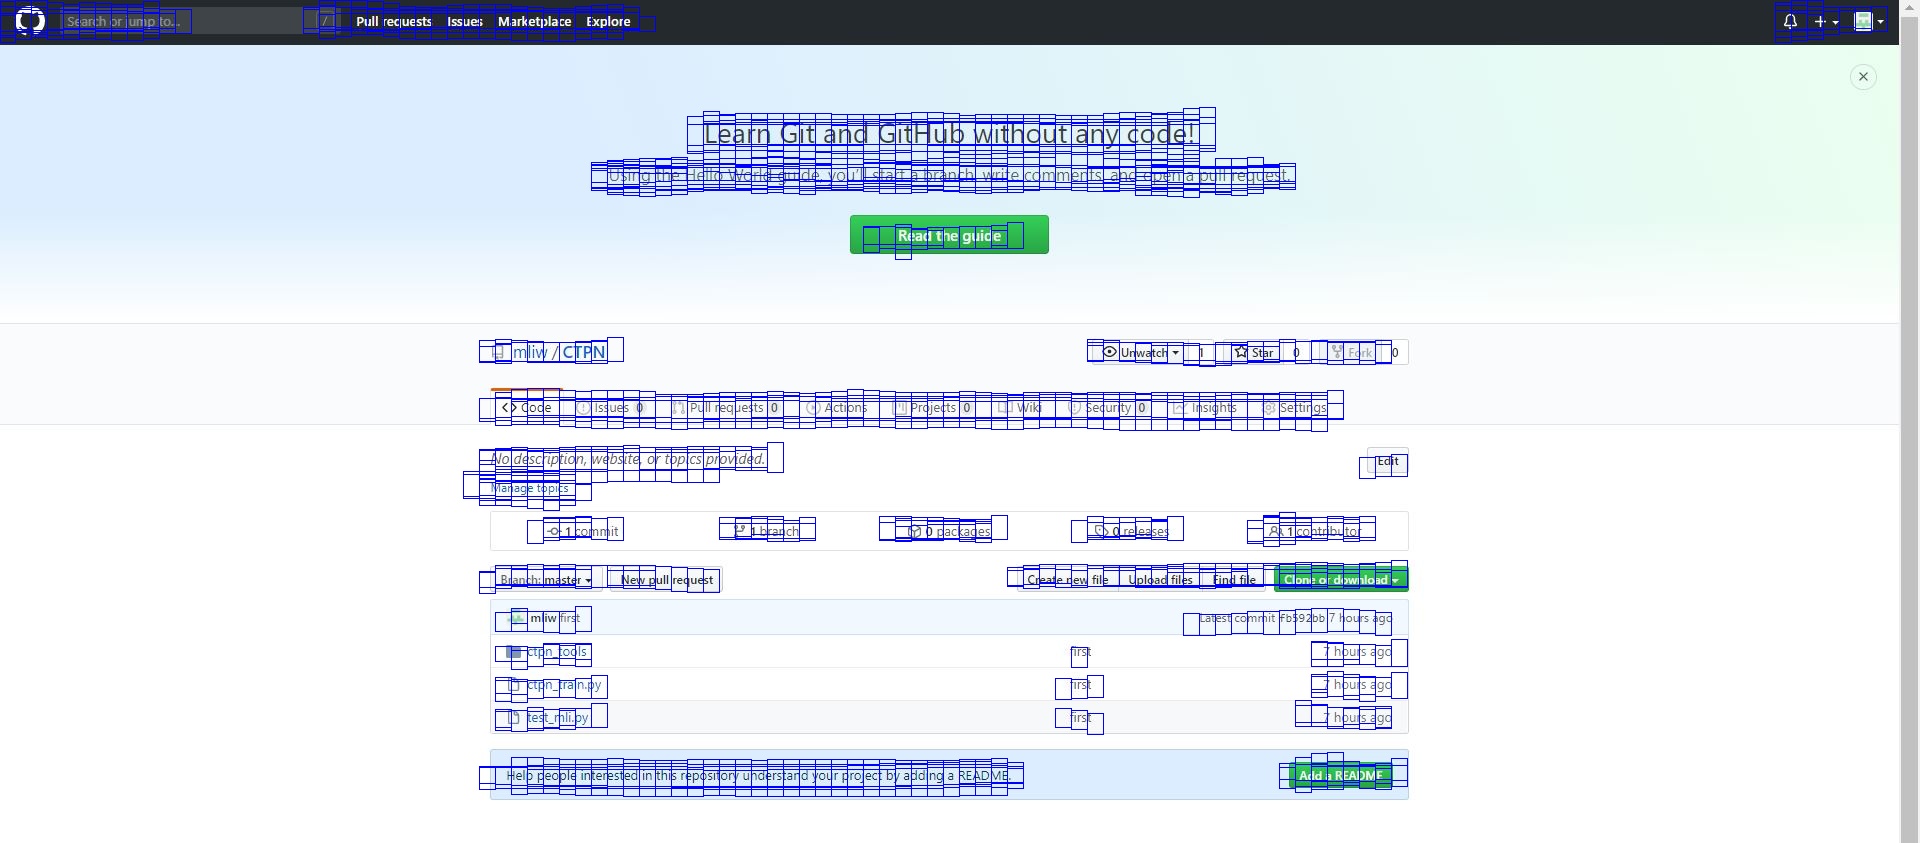 Search or jump to... / Pull requests Issues Marketplace Explore
Learn Git and GitHub without any code!
Using the Hello World guide, you'll start a branch, write comments, and open a pull request.
Read the guide
mliw / CTPN Unwatch 1 Star 0 Fork 0
Code Issues 0 Pull requests 0 Actions Projects 0 Wiki Security 0 Insights Settings
No description, website, or topics provided. Edit
Manage topics
1 commit 1 branch 0 packages 0 releases 1 contributor
Branch: master New pull request Create new file Upload files Find file Clone or download
mliw first Latest commit fb592bb 7 hours ago
ctpn_tools first 7 hours ago
ctpn_train.py first 7 hours ago
test_mli.py first 7 hours ago
Help people interested in this repository understand your project by adding a README. Add a README